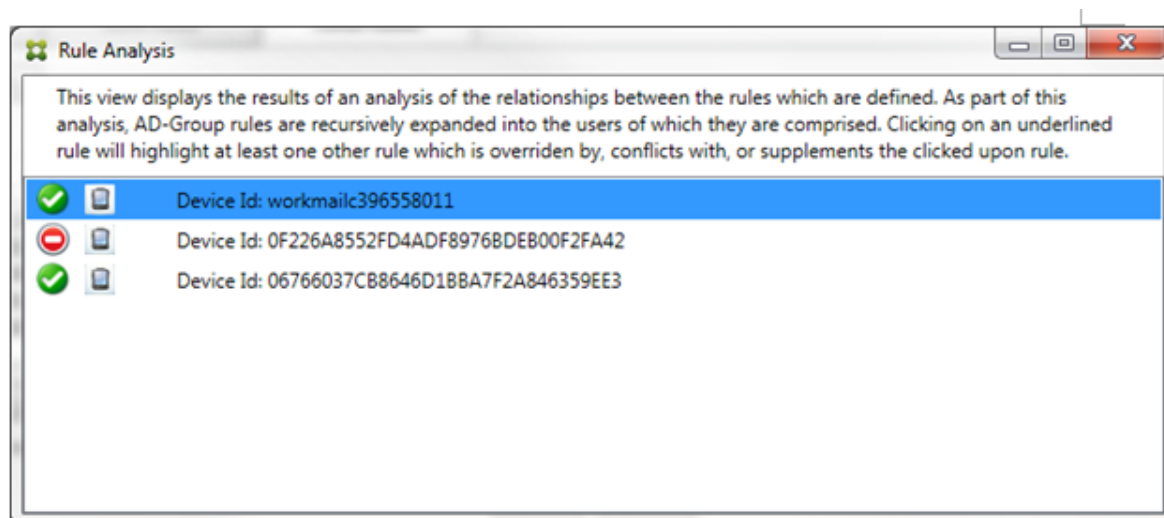 Rule Analysis
This view displays the results of an analysis of the relationships between the rules which are defined. As part of this
analysis, AD-Group rules are recursively expanded into the users of which they are comprised. Clicking on an underlined
rule will highlight at least one other rule which is overriden by, conflicts with, or supplements the clicked upon rule.
Device Id: workmailc396558011
Device Id: 0F226A8552FD4ADF8976BDEB00F2FA42
Device Id: 06766037CB8646D1BBA7F2A846359EE3